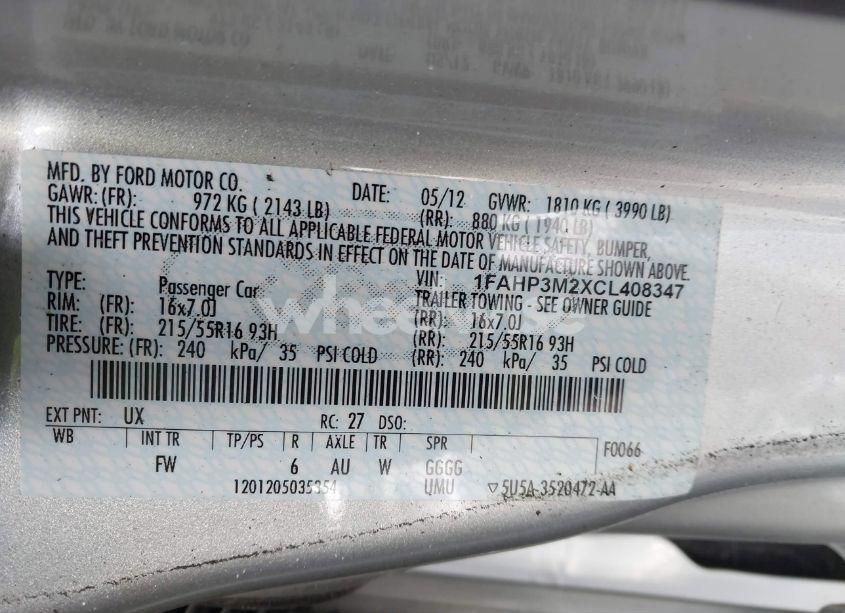 MFD. BY FORD MOTOR CO. DATE: 05/12 GVWR: 1810 KG ( 3990 LB)
GAWR: (FR): 972 KG ( 2143 LB) (RR): 880 KG ( 1940 LB)
THIS VEHICLE CONFORMS TO ALL APPLICABLE FEDERAL MOTOR VEHICLE SAFETY, BUMPER,
AND THEFT PREVENTION STANDARDS IN EFFECT ON THE DATE OF MANUFACTURE SHOWN ABOVE.
VIN: 1FAHP3M2XCL408347
TYPE: Passenger Car TRAILER TOWING - SEE OWNER GUIDE
RIM: (FR): 16x7.0J (RR): 16x7.0J
TIRE: (FR): 215/55R16 93H (RR): 215/55R16 93H
PRESSURE: (FR): 240 kPa/ 35 PSI COLD (RR): 240 kPa/ 35 PSI COLD
EXT PNT: UX RC: 27 DSO:
WB INT TR TP/PS R AXLE TR SPR F0066
FW 6 AU W GGGG
1201205035354 UMU ▽5U5A-3520472-AA